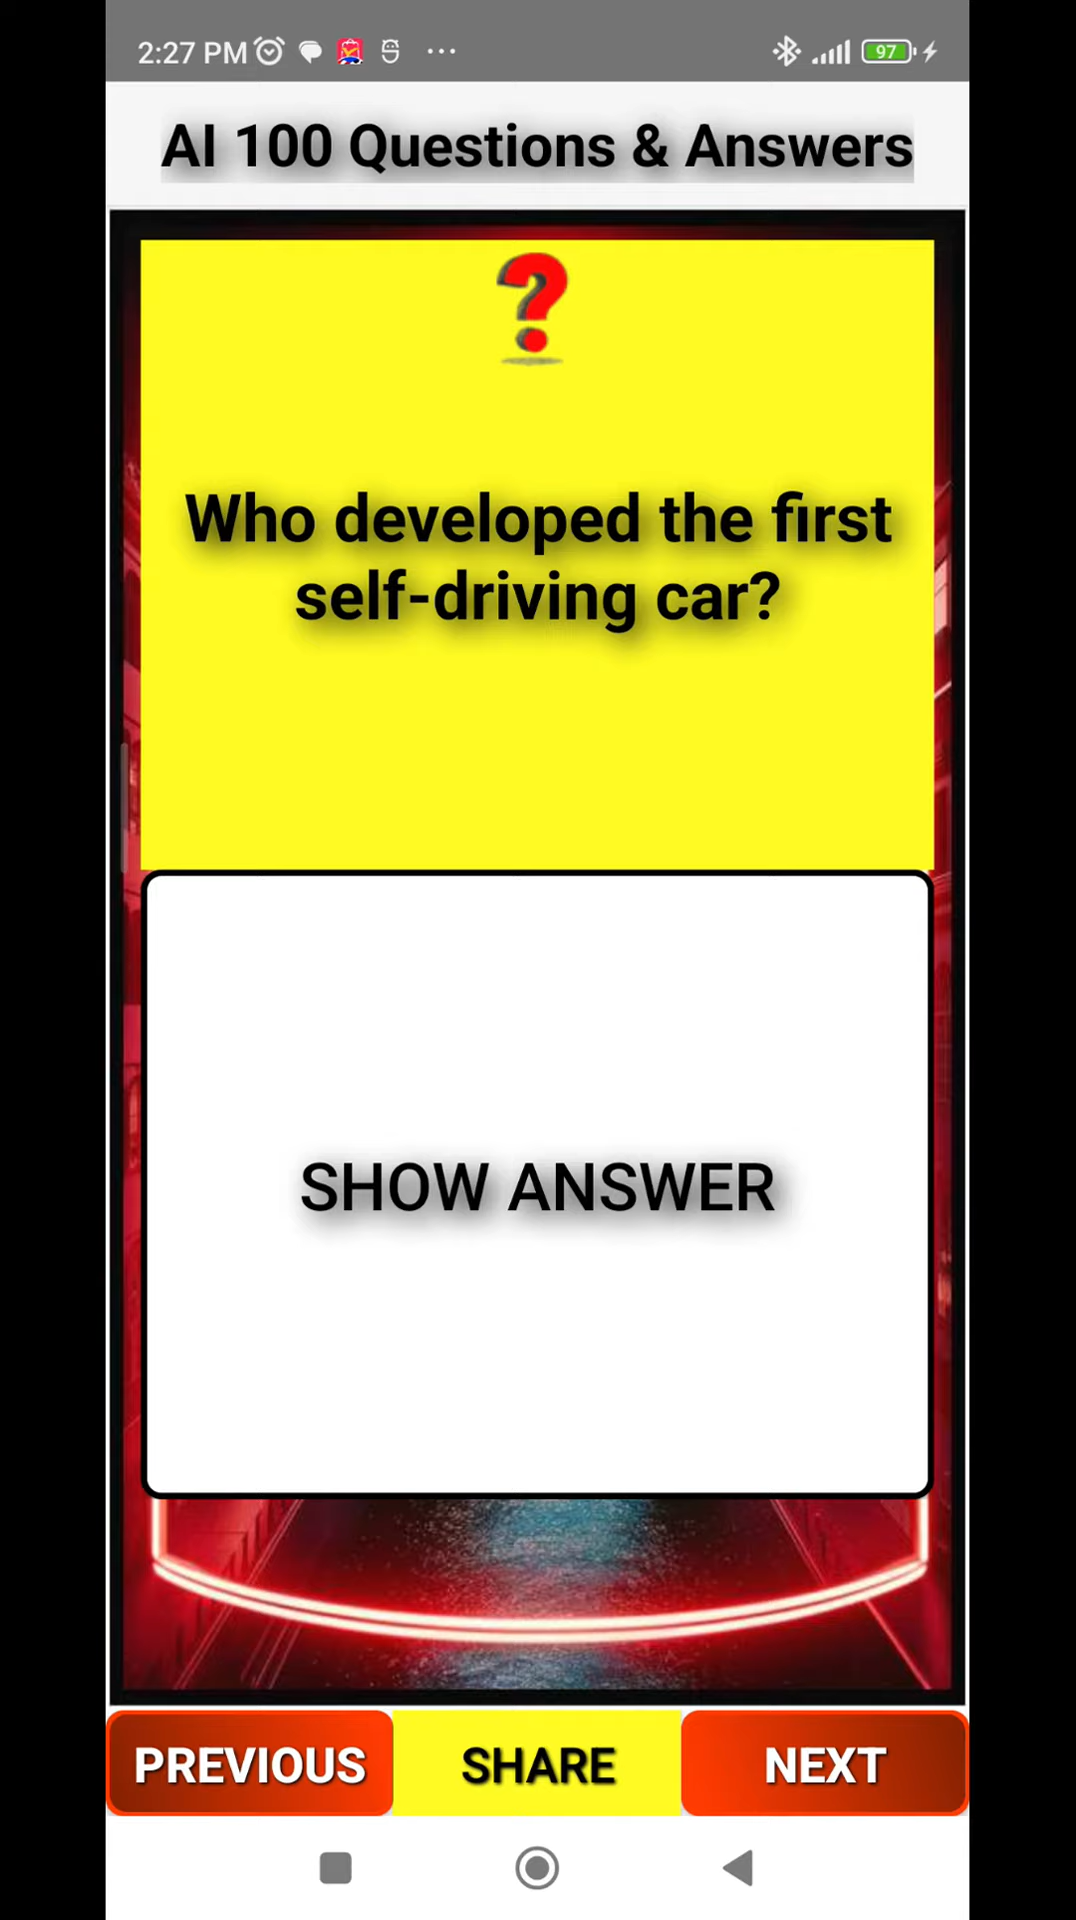 2:27 PM
97
AI 100 Questions & Answers
?
Who developed the first
self-driving car?
SHOW ANSWER
PREVIOUS
SHARE
NEXT